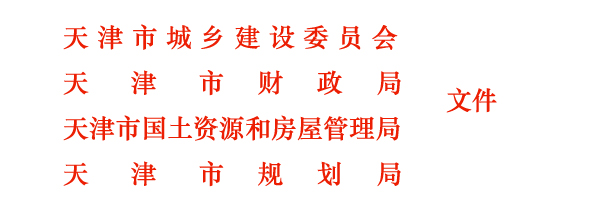 天津市城乡建设委员会
天津市财政局
天津市国土资源和房屋管理局
天津市规划局
文件